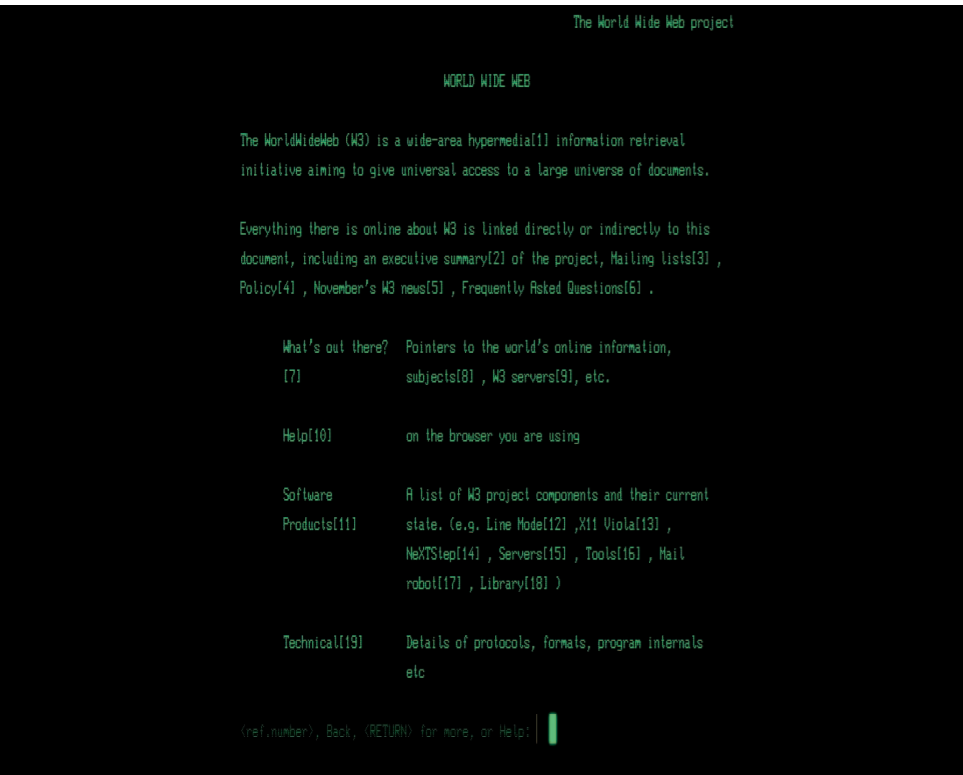 The World Wide Web project
WORLD WIDE WEB
The WorldWideWeb (W3) is a wide-area hypermedia[1] information retrieval
initiative aiming to give universal access to a large universe of documents.
Everything there is online about W3 is linked directly or indirectly to this
document, including an executive summary[2] of the project, Mailing lists[3] ,
Policy[4] , November's W3 news[5] , Frequently Asked Questions[6] .
What's out there? Pointers to the world's online information,
[7] subjects[8] , W3 servers[9], etc.
Help[10] on the browser you are using
Software A list of W3 project components and their current
Products[11] state. (e.g. Line Mode[12] ,X11 Viola[13] ,
NeXTStep[14] , Servers[15] , Tools[16] , Mail
robot[17] , Library[18] )
Technical[19] Details of protocols, formats, program internals
etc
<ref.number>, Back, <RETURN> for more, or Help: